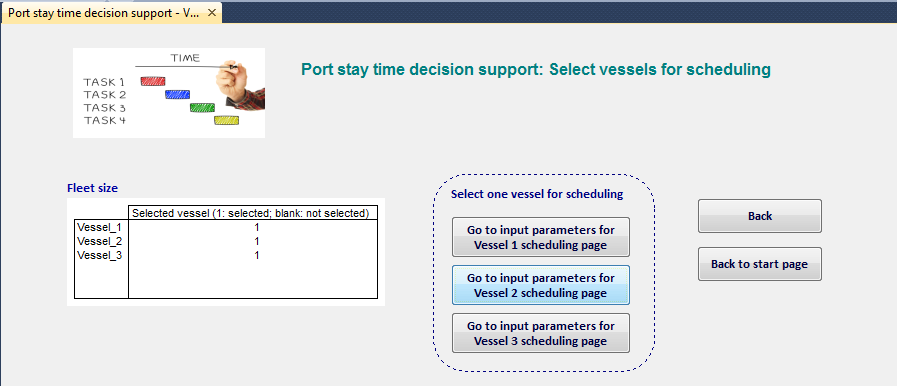 Port stay time decision support - V... ✕
TIME
TASK 1
TASK 2
TASK 3
TASK 4
Port stay time decision support: Select vessels for scheduling
Fleet size
Selected vessel (1: selected; blank: not selected)
Vessel_1 1
Vessel_2 1
Vessel_3 1
Select one vessel for scheduling
Go to input parameters for
Vessel 1 scheduling page
Go to input parameters for
Vessel 2 scheduling page
Go to input parameters for
Vessel 3 scheduling page
Back
Back to start page